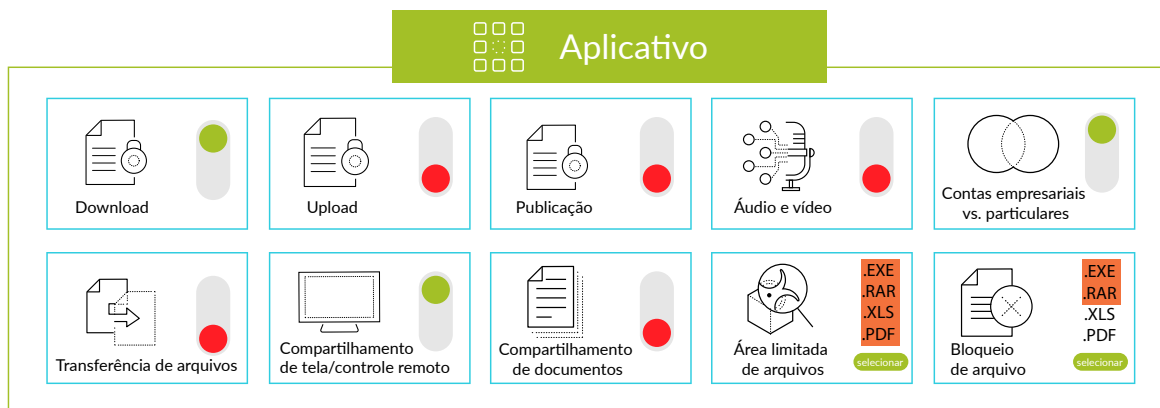 Aplicativo
Download
Upload
Publicação
Áudio e vídeo
Contas empresariais
vs. particulares
Transferência de arquivos
Compartilhamento
de tela/controle remoto
Compartilhamento
de documentos
.EXE
.RAR
.XLS
.PDF
selecionar
Área limitada
de arquivos
.EXE
.RAR
.XLS
.PDF
selecionar
Bloqueio
de arquivo